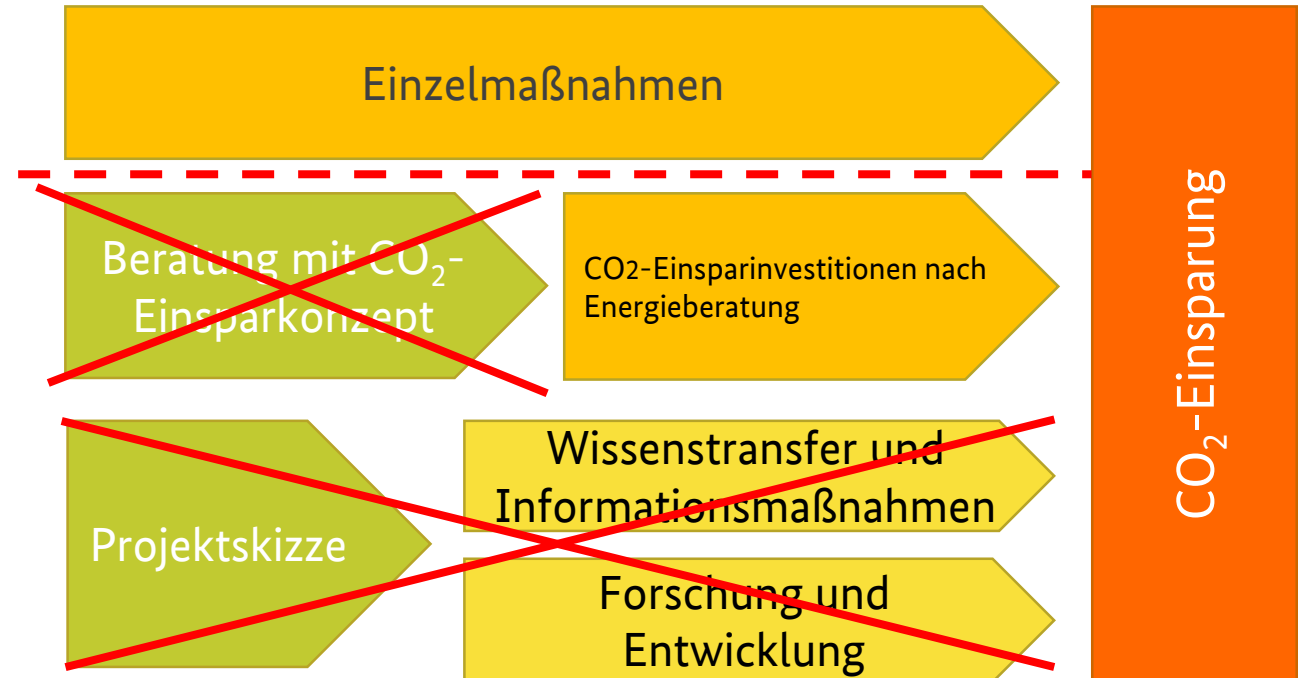 Einzelmaßnahmen
Beratung mit CO₂-
Einsparkonzept
CO2-Einsparinvestitionen nach
Energieberatung
Projektskizze
Wissenstransfer und
Informationsmaßnahmen
Forschung und
Entwicklung
CO₂-Einsparung